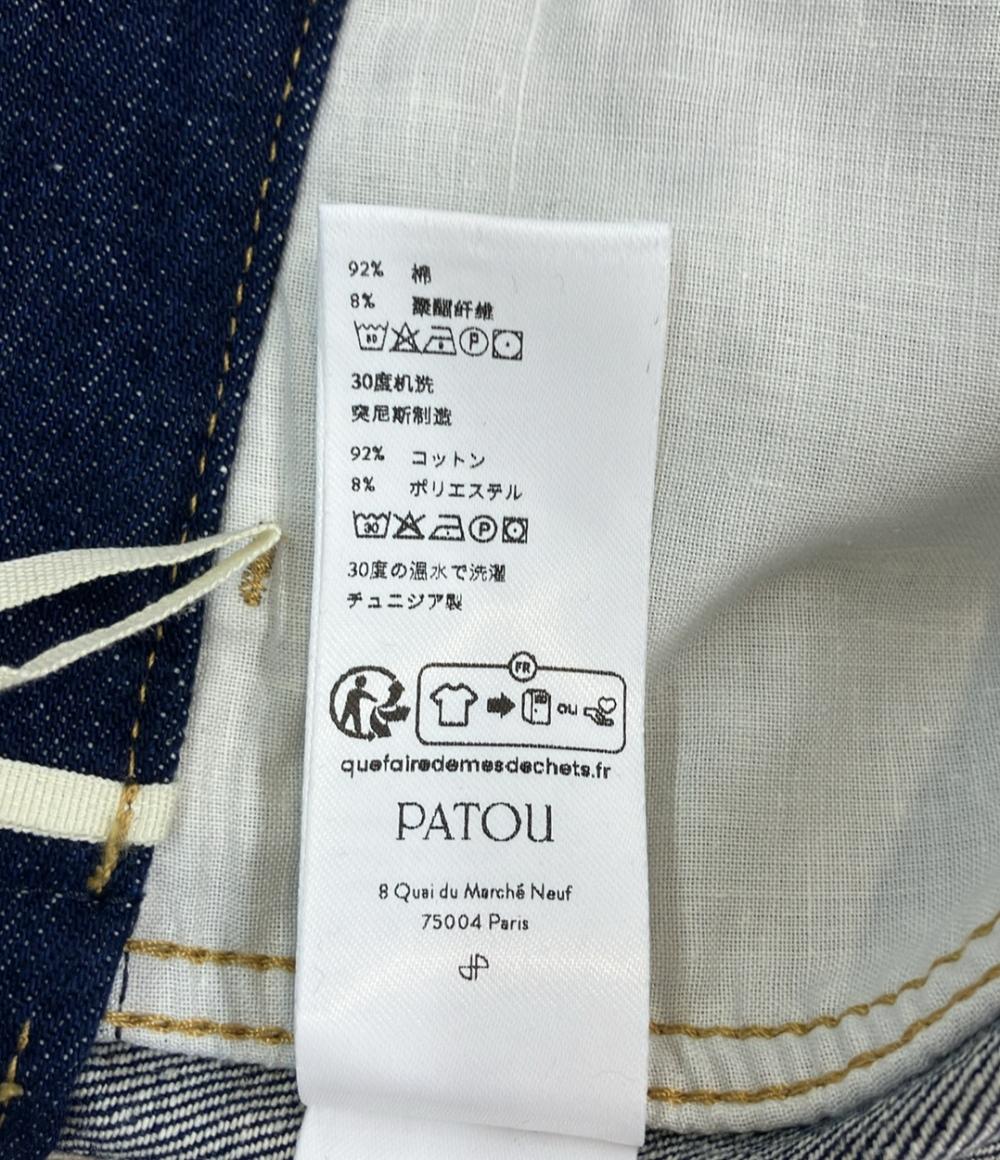 92% 棉
8% 聚酯纤维
30度机洗
突尼斯制造
92% コットン
8% ポリエステル
30
P
30度の温水で洗濯
チュニジア製
FR
ou
quefairedemesdechets.fr
PATOU
8 Quai du Marché Neuf
75004 Paris
JP